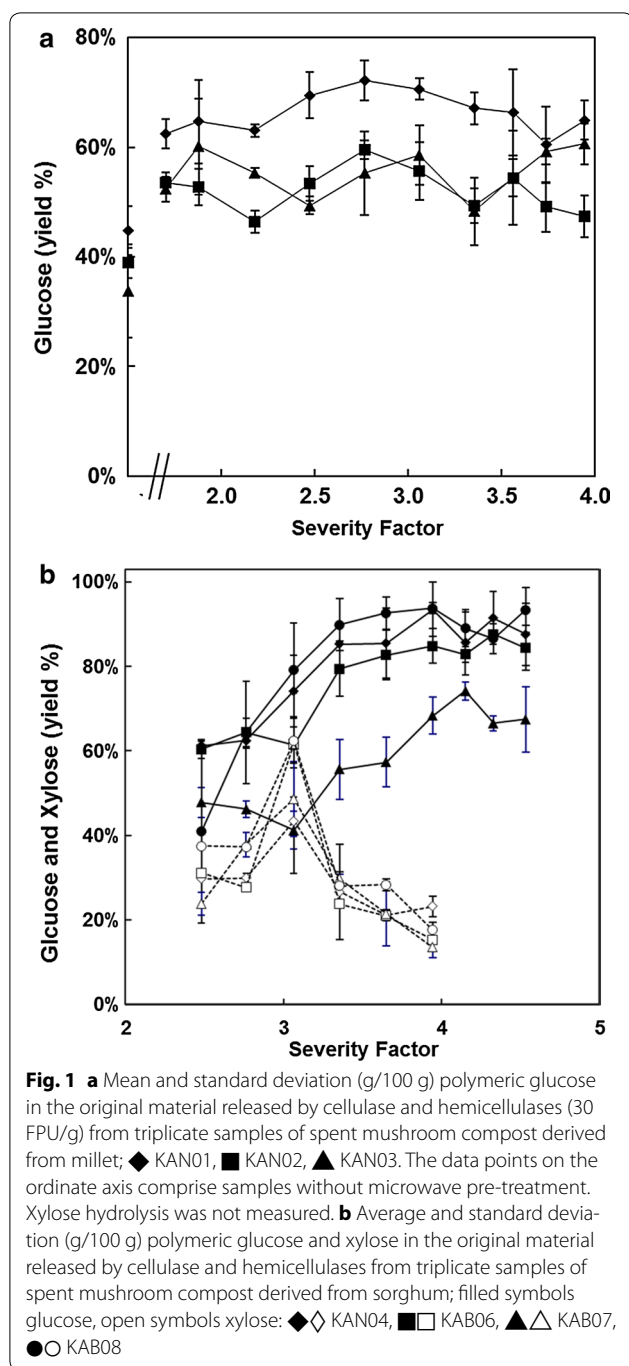 a
80%
60%
40%
20%
0%
Glucose (yield %)
2.0 2.5 3.0 3.5 4.0
Severity Factor
b
100%
80%
60%
40%
20%
0%
Glcuose and Xylose (yield %)
2 3 4 5
Severity Factor
Fig. 1 a Mean and standard deviation (g/100 g) polymeric glucose
in the original material released by cellulase and hemicellulases (30
FPU/g) from triplicate samples of spent mushroom compost derived
from millet; ◆ KAN01, ■ KAN02, ▲ KAN03. The data points on the
ordinate axis comprise samples without microwave pre-treatment.
Xylose hydrolysis was not measured. b Average and standard devia-
tion (g/100 g) polymeric glucose and xylose in the original material
released by cellulase and hemicellulases from triplicate samples of
spent mushroom compost derived from sorghum; filled symbols
glucose, open symbols xylose: ◆◇ KAN04, ■□ KAB06, ▲△ KAB07,
●○ KAB08